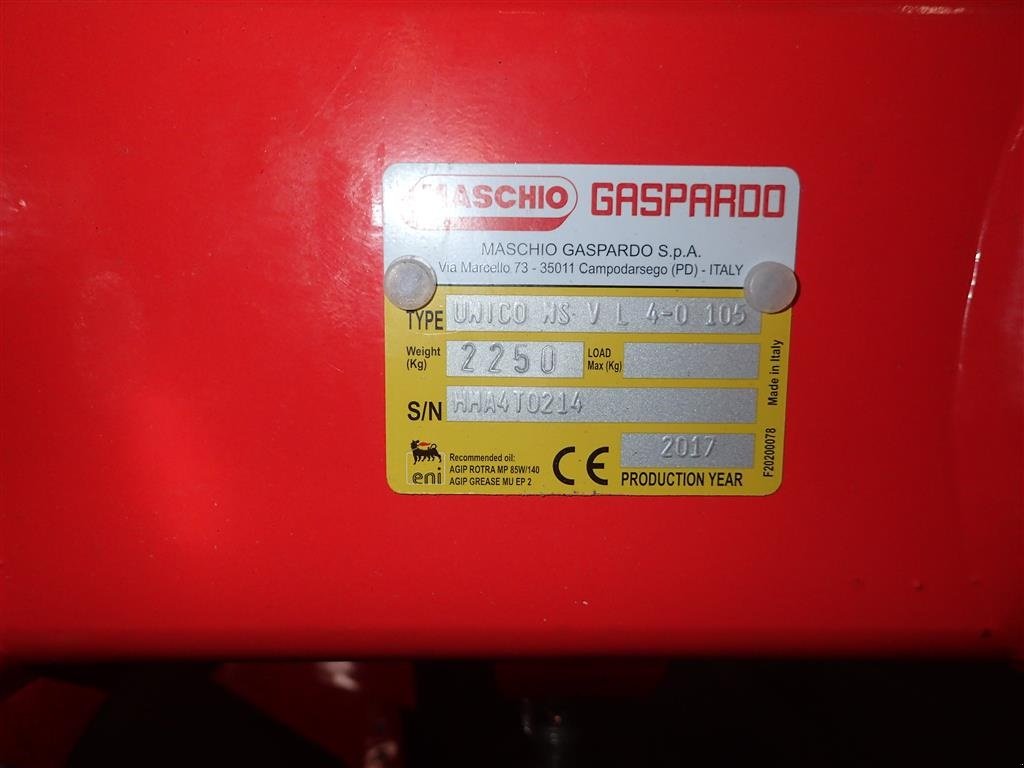 MASCHIO GASPARDO
MASCHIO GASPARDO S.p.A.
Via Marcello 73 - 35011 Campodarsego (PD) - ITALY
TYPE UNICO NS V L 4-0 105
Weight (Kg) 2250 LOAD Max (Kg)
S/N HMA4T0214
2017
eni
Recommended oil:
AGIP ROTRA MP 85W/140
AGIP GREASE MU EP 2
CE
PRODUCTION YEAR
F20200078 Made in Italy